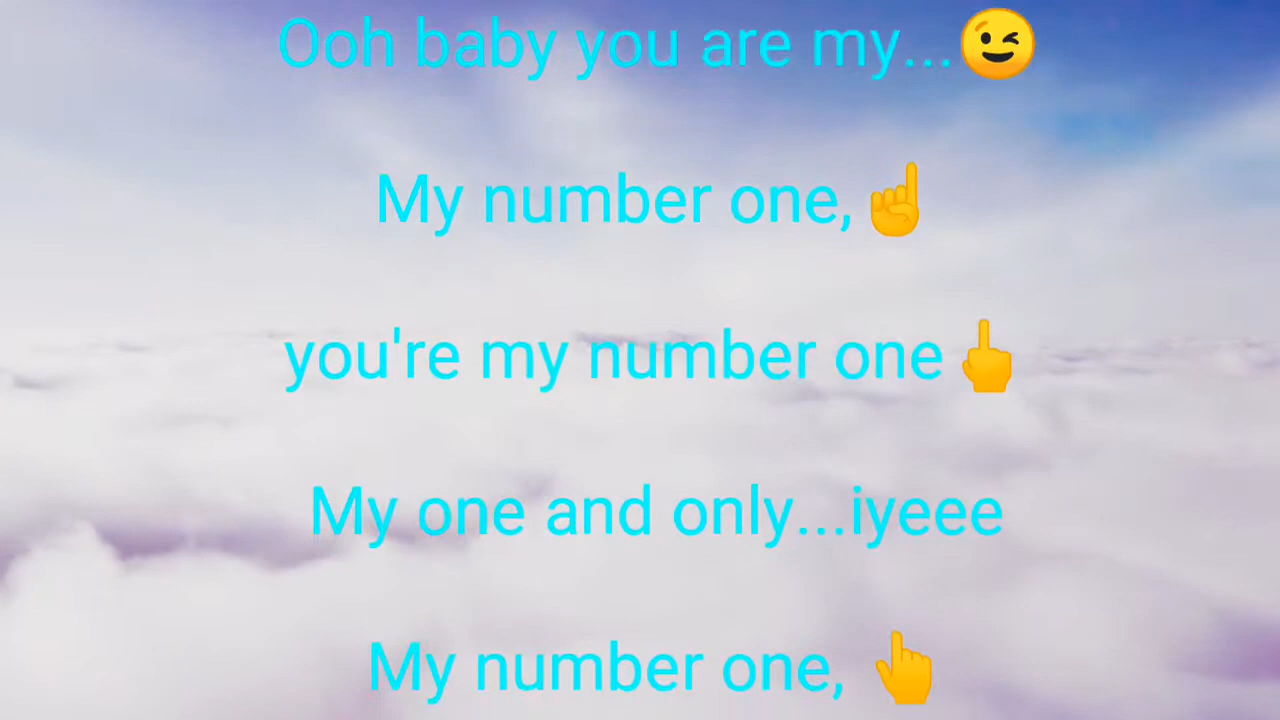 Ooh baby you are my...😉
My number one,☝
you're my number one🖕
My one and only...iyeee
My number one, 👆